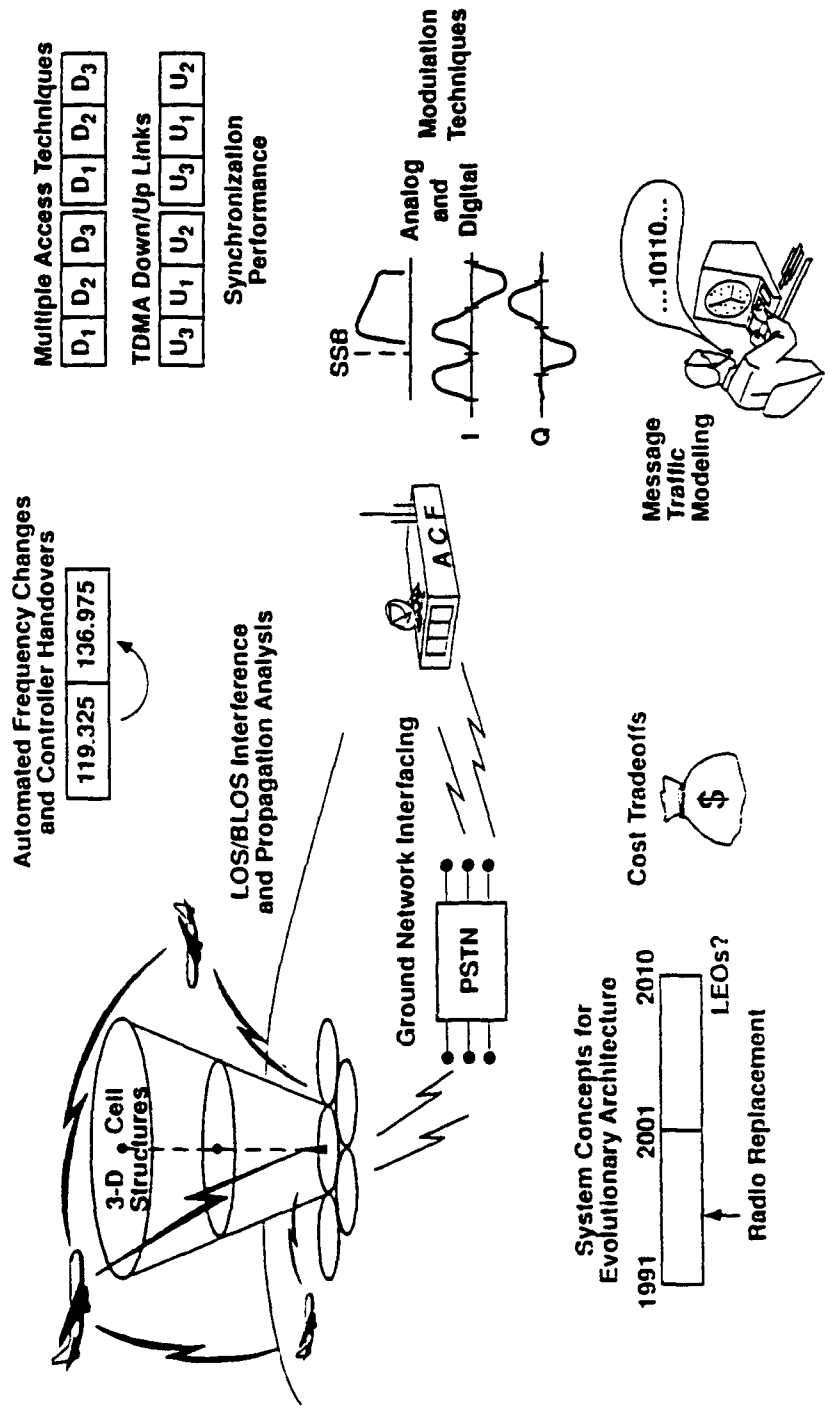 3-D Cell
Structures
Automated Frequency Changes
and Controller Handovers
119.325 136.975
LOS/BLOS Interference
and Propagation Analysis
Multiple Access Techniques
D1 D2 D3 D1 D2 D3
TDMA Down/Up Links
U3 U1 U2 U3 U1 U2
Synchronization
Performance
Ground Network Interfacing
PSTN
A C F
SSB
I
Q
Analog
and
Digital
Modulation
Techniques
System Concepts for
Evolutionary Architecture
1991 2001 2010
LEOs?
Radio Replacement
Cost Tradeoffs
$
Message
Traffic
Modeling
...10110...